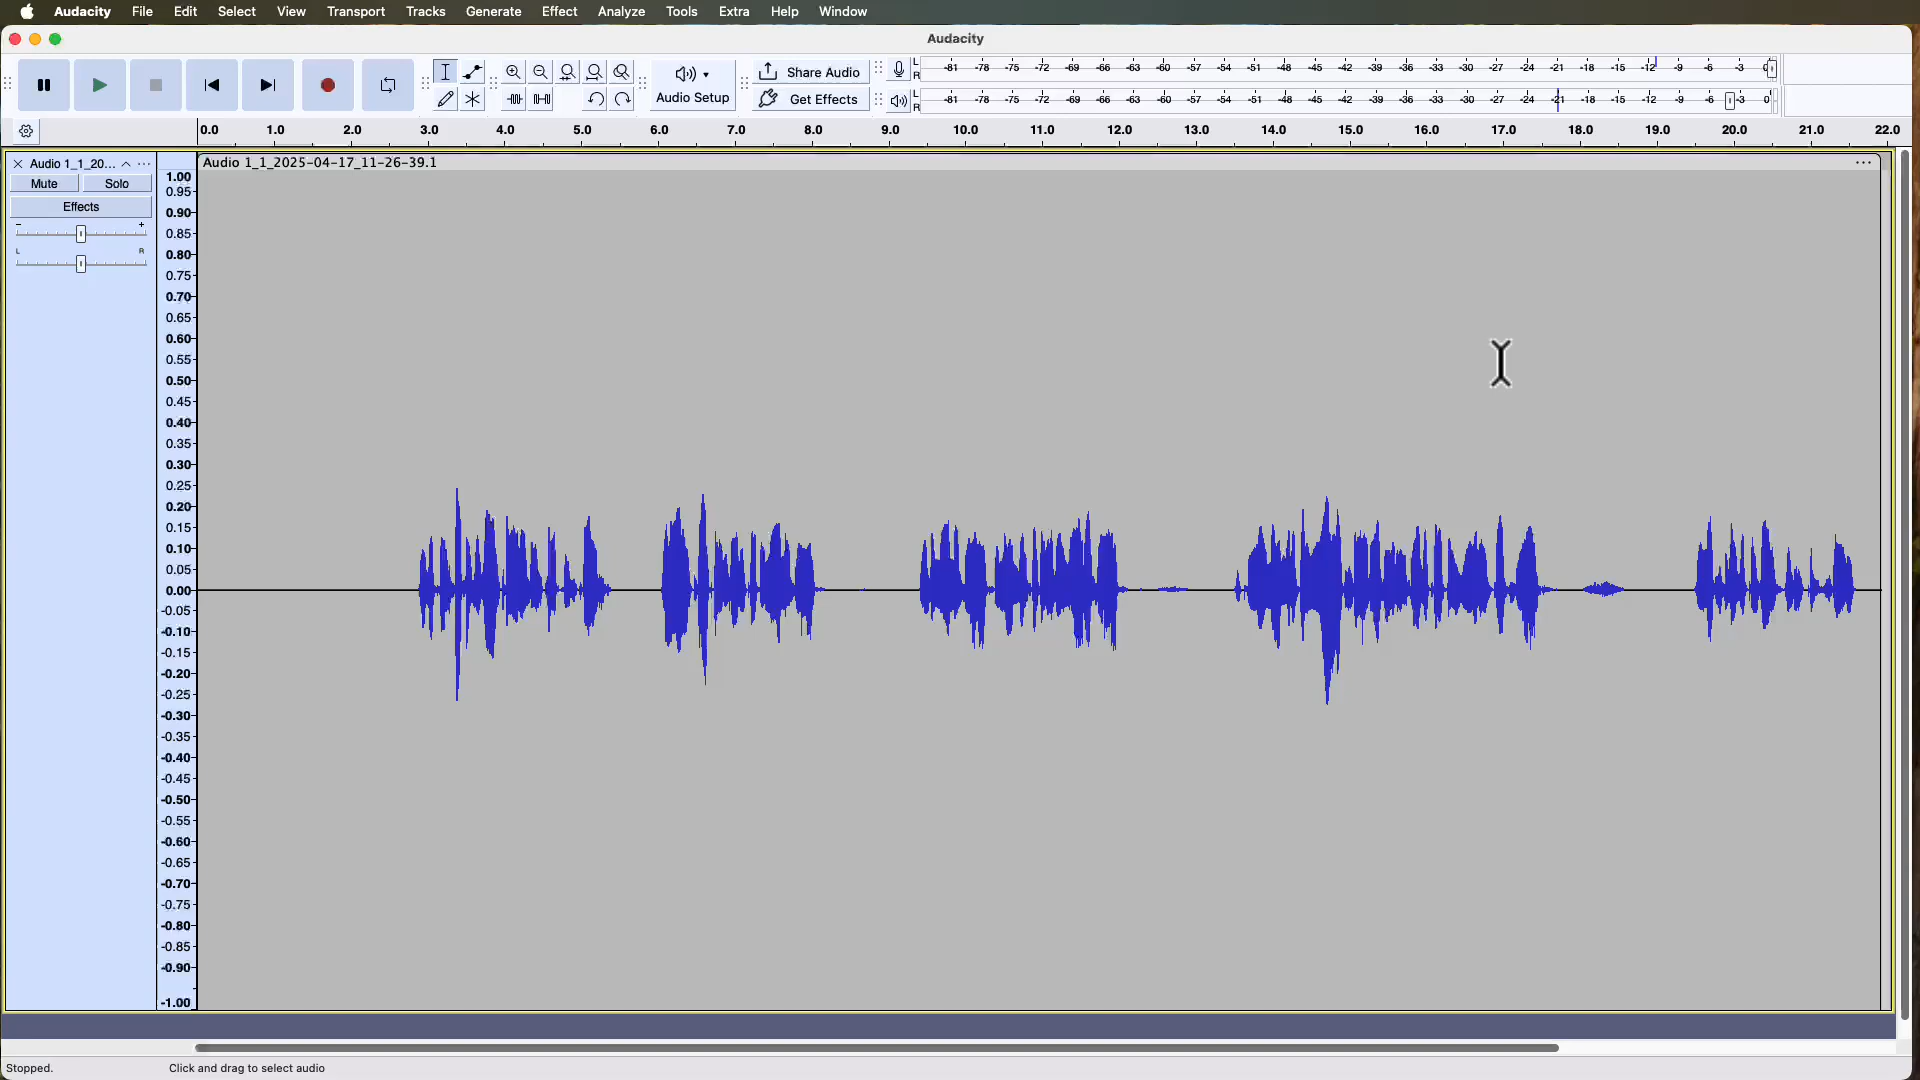 Audacity File Edit Select View Transport Tracks Generate Effect Analyze Tools Extra Help Window
Audacity
Share Audio
Audio Setup
Get Effects
L
R
-81 -78 -75 -72 -69 -66 -63 -60 -57 -54 -51 -48 -45 -42 -39 -36 -33 -30 -27 -24 -21 -18 -15 -12 -9 -6 -3 0
L
R
-81 -78 -75 -72 -69 -66 -63 -60 -57 -54 -51 -48 -45 -42 -39 -36 -33 -30 -27 -24 -21 -18 -15 -12 -9 -6 -3 0
0.0 1.0 2.0 3.0 4.0 5.0 6.0 7.0 8.0 9.0 10.0 11.0 12.0 13.0 14.0 15.0 16.0 17.0 18.0 19.0 20.0 21.0 22.0
Audio 1_1_20...
Mute Solo
Effects
- +
L R
Audio 1_1_2025-04-17_11-26-39.1
1.00
0.95
0.90
0.85
0.80
0.75
0.70
0.65
0.60
0.55
0.50
0.45
0.40
0.35
0.30
0.25
0.20
0.15
0.10
0.05
0.00
-0.05
-0.10
-0.15
-0.20
-0.25
-0.30
-0.35
-0.40
-0.45
-0.50
-0.55
-0.60
-0.65
-0.70
-0.75
-0.80
-0.85
-0.90
-1.00
Stopped. Click and drag to select audio